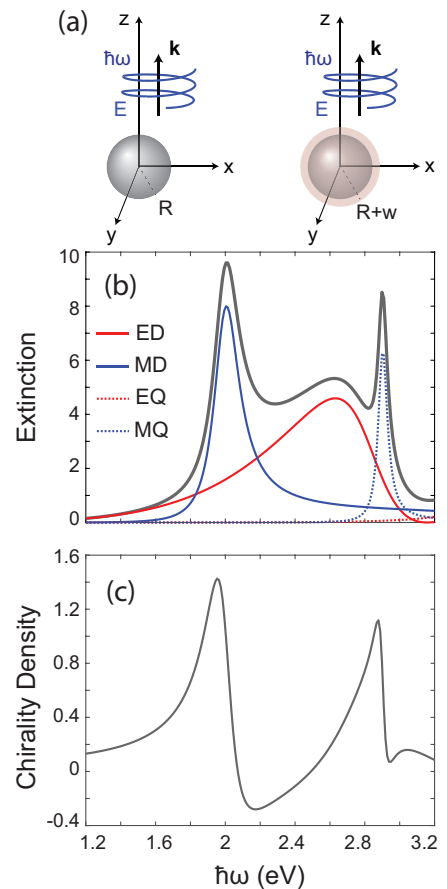 (a)
z
z
ħω
k
ħω
k
E
E
x
x
R
R+w
y
y
10
(b)
8
ED
MD
6
EQ
MQ
4
2
0
Extinction
1.6
(c)
1.2
0.8
0.4
0
-0.4
Chirality Density
1.2 1.6 2 2.4 2.8 3.2
ħω (eV)